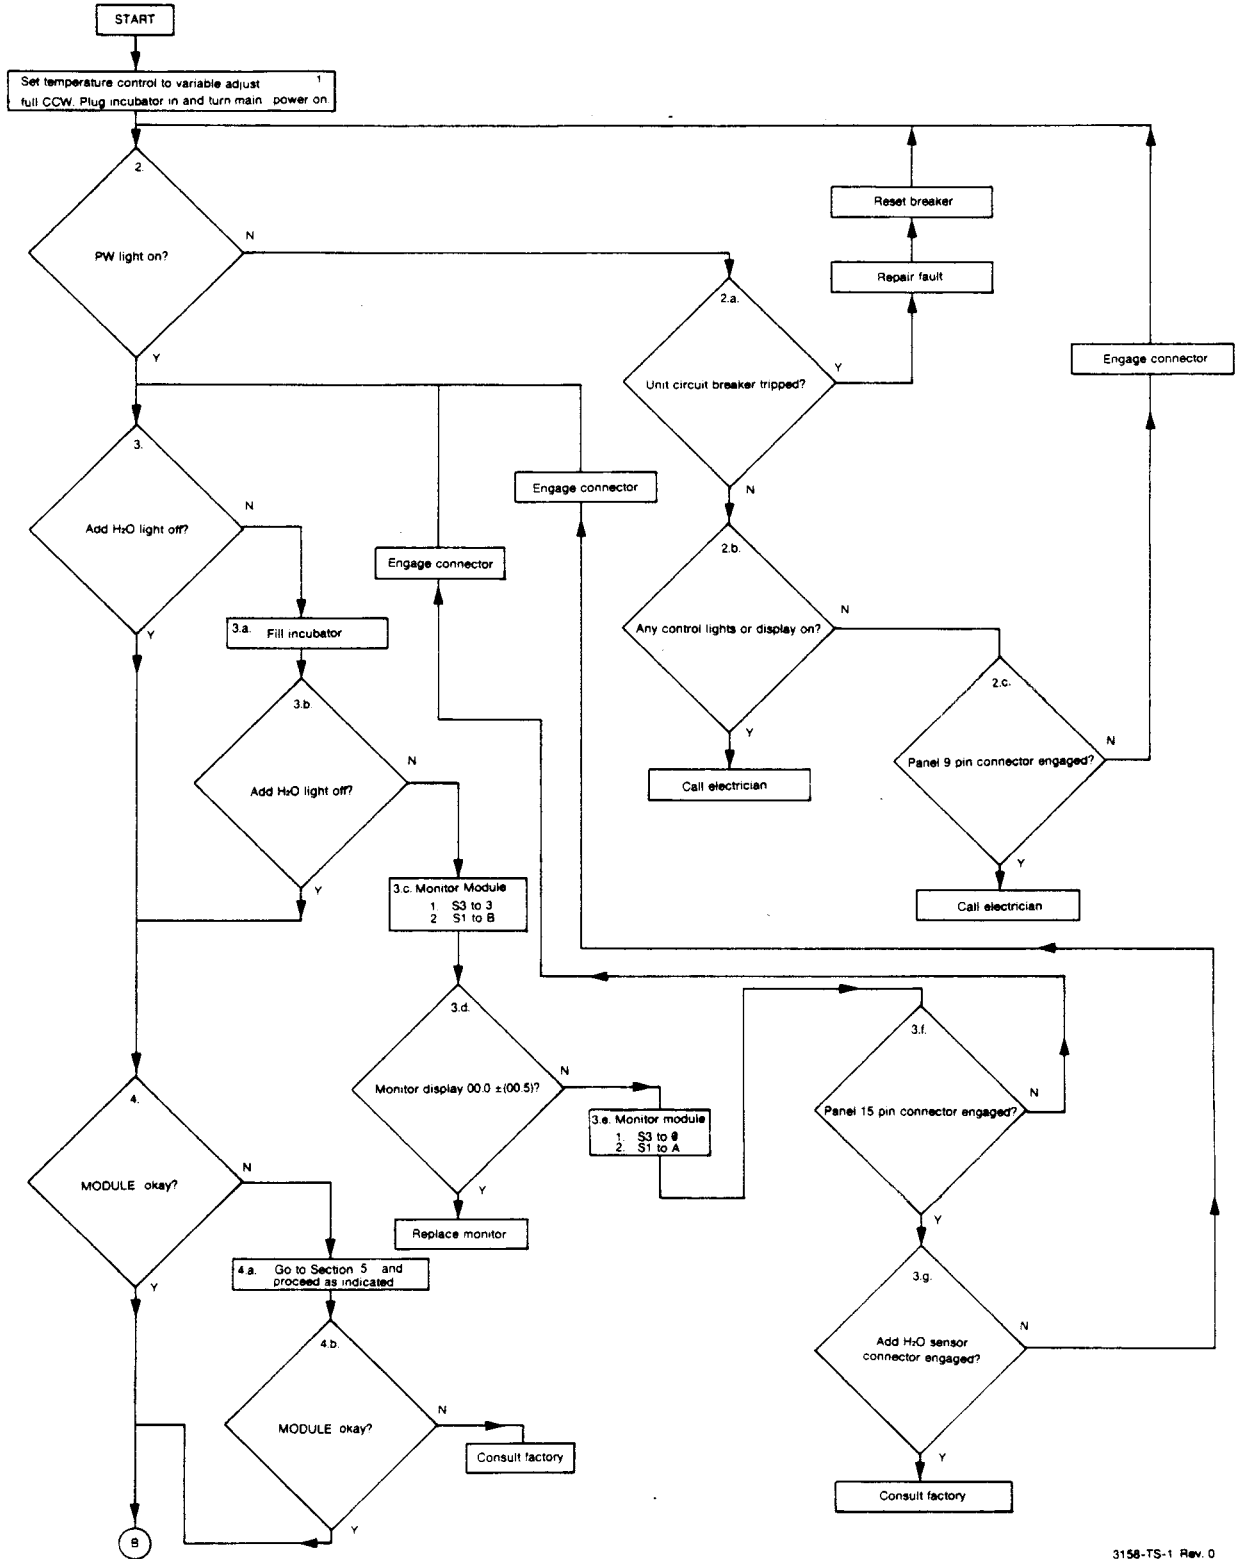 START
Set temperature control to variable adjust 1
full CCW. Plug incubator in and turn main power on.
2.
PW light on?
N
Y
2.a.
Unit circuit breaker tripped?
Y
N
Repair fault
Reset breaker
2.b.
Any control lights or display on?
N
Y
Call electrician
2.c.
Panel 9 pin connector engaged?
N
Y
Call electrician
Engage connector
3.
Add H₂O light off?
N
Y
3.a. Fill incubator
3.b.
Add H₂O light off?
N
Y
3.c. Monitor Module
1. S3 to 3
2 S1 to B
3.d.
Monitor display 00.0 ±(00.5)?
N
Y
Replace monitor
3.e. Monitor module
1. S3 to
2. S1 to A
3.f.
Panel 15 pin connector engaged?
N
Y
Engage connector
3.g.
Add H₂O sensor
connector engaged?
N
Y
Engage connector
Consult factory
4.
MODULE okay?
N
Y
4.a. Go to Section 5 and
proceed as indicated
4.b.
MODULE okay?
N
Y
Consult factory
B
3158-TS-1 Rev. 0